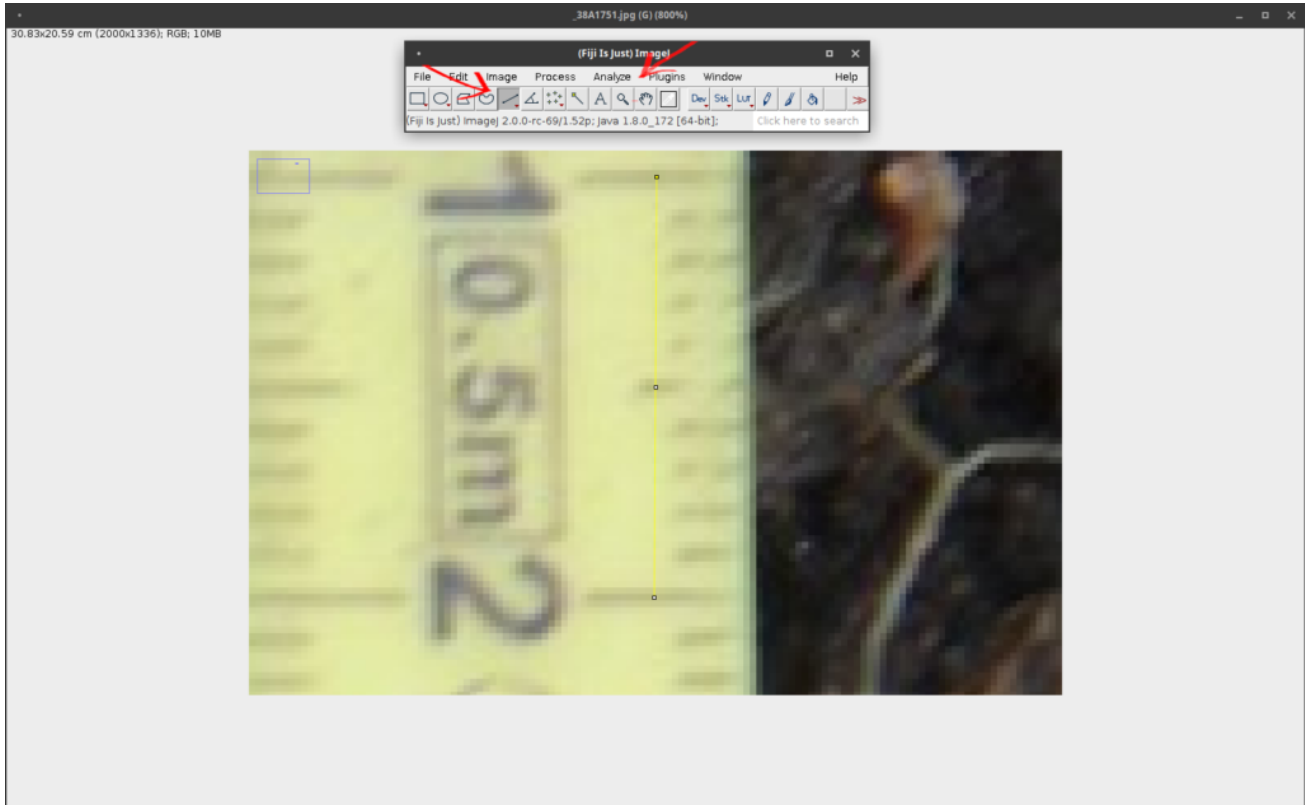 _38A1751.jpg (G) (800%)
30.83x20.59 cm (2000x1336); RGB; 10MB
(Fiji Is Just) ImageJ
File Edit Image Process Analyze Plugins Window Help
A Dev Stk LUT
(Fiji Is Just) ImageJ 2.0.0-rc-69/1.52p; Java 1.8.0_172 [64-bit]; Click here to search
1
0.5m
2